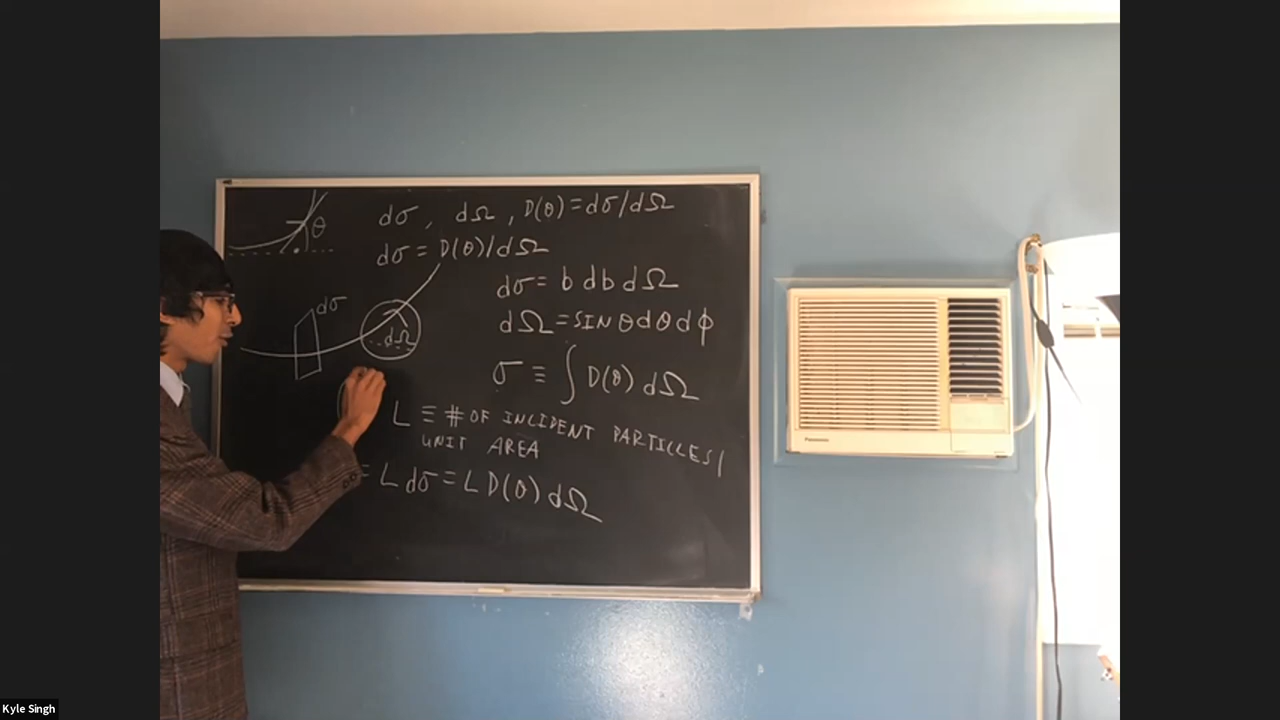 θ
dσ , dΩ , D(θ)=dσ/dΩ
dσ = D(θ)/dΩ
dσ = b db dΩ
dσ
dΩ
dΩ = SIN θ dθ d ϕ
σ ≡ ∫ D(θ) dΩ
L ≡ # OF INCIDENT PARTICLES/
UNIT AREA
= L dσ = L D(θ) dΩ
Panasonic
Kyle Singh